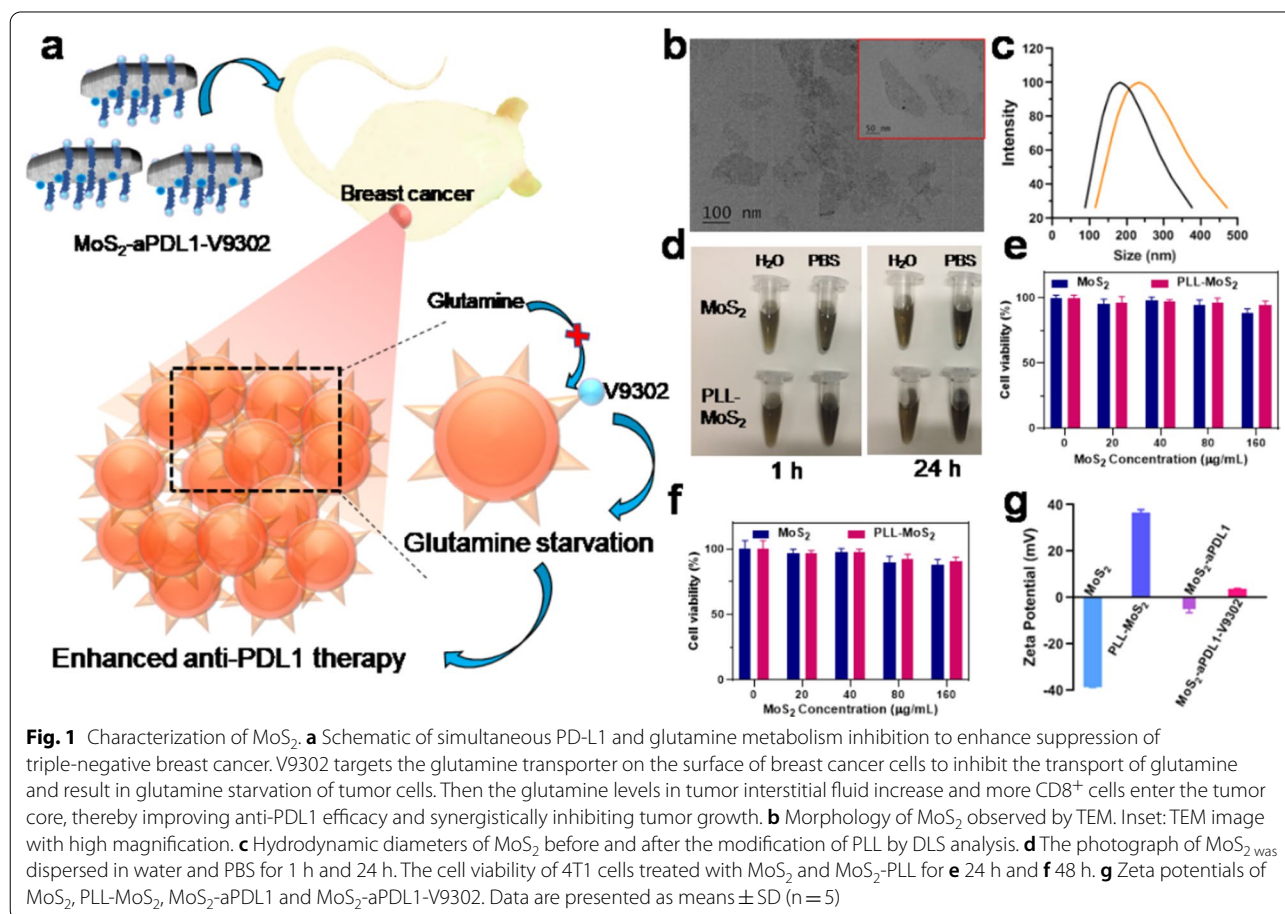 a
MoS₂-aPDL1-V9302
Breast cancer
Glutamine
V9302
Glutamine starvation
Enhanced anti-PDL1 therapy
b
50 nm
100 nm
c
Intensity
120
100
80
60
40
20
0 100 200 300 400 500
Size (nm)
d
H₂O PBS H₂O PBS
MoS₂
PLL-
MoS₂
1 h 24 h
e
MoS₂ PLL-MoS₂
Cell viability (%)
100
50
0
0 20 40 80 160
MoS₂ Concentration (μg/mL)
f
MoS₂ PLL-MoS₂
Cell viability (%)
100
50
0
0 20 40 80 160
MoS₂ Concentration (μg/mL)
g
Zeta Potential (mV)
40
20
0
-20
-40
MoS₂
PLL-MoS₂
MoS₂-aPDL1
MoS₂-aPDL1-V9302
Fig. 1 Characterization of MoS₂. a Schematic of simultaneous PD-L1 and glutamine metabolism inhibition to enhance suppression of
triple-negative breast cancer. V9302 targets the glutamine transporter on the surface of breast cancer cells to inhibit the transport of glutamine
and result in glutamine starvation of tumor cells. Then the glutamine levels in tumor interstitial fluid increase and more CD8⁺ cells enter the tumor
core, thereby improving anti-PDL1 efficacy and synergistically inhibiting tumor growth. b Morphology of MoS₂ observed by TEM. Inset: TEM image
with high magnification. c Hydrodynamic diameters of MoS₂ before and after the modification of PLL by DLS analysis. d The photograph of MoS₂ was
dispersed in water and PBS for 1 h and 24 h. The cell viability of 4T1 cells treated with MoS₂ and MoS₂-PLL for e 24 h and f 48 h. g Zeta potentials of
MoS₂, PLL-MoS₂, MoS₂-aPDL1 and MoS₂-aPDL1-V9302. Data are presented as means ± SD (n = 5)